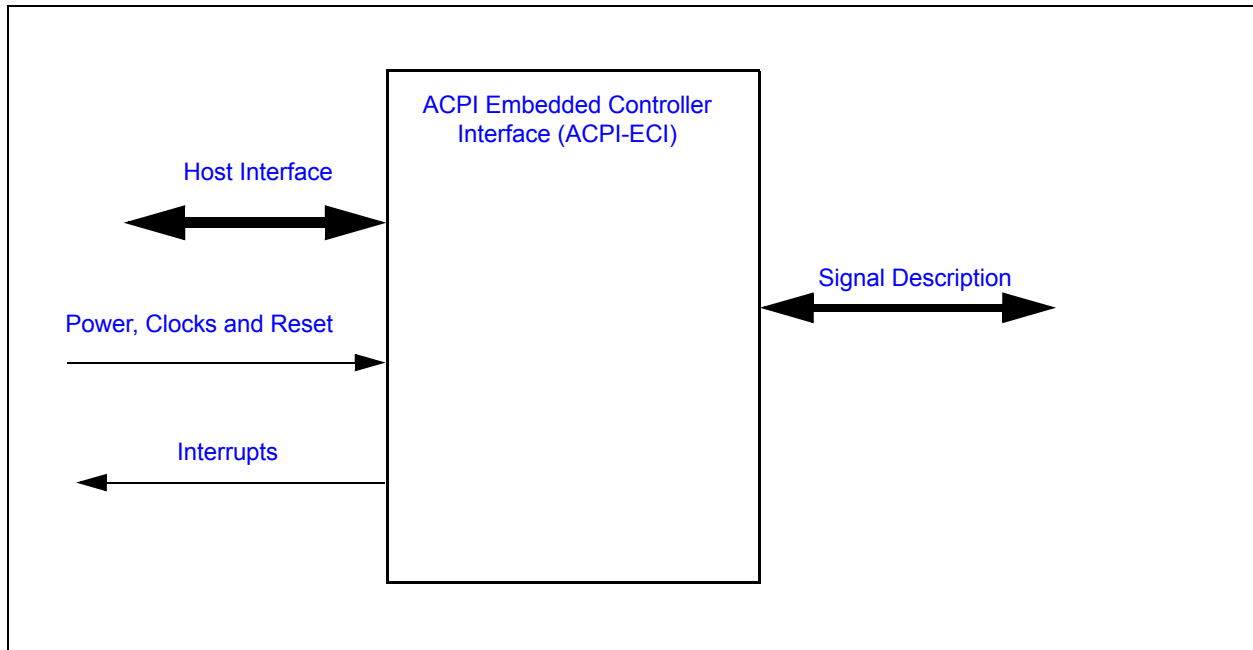 ACPI Embedded Controller
Interface (ACPI-ECI)
Host Interface
Signal Description
Power, Clocks and Reset
Interrupts